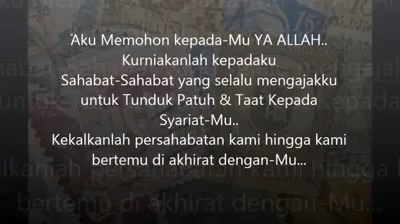 Aku Memohon kepada-Mu YA ALLAH..
Kurniakanlah kepadaku
Sahabat-Sahabat yang selalu mengajakku
untuk Tunduk Patuh & Taat Kepada
Syariat-Mu..
Kekalkanlah persahabatan kami hingga kami
bertemu di akhirat dengan-Mu...